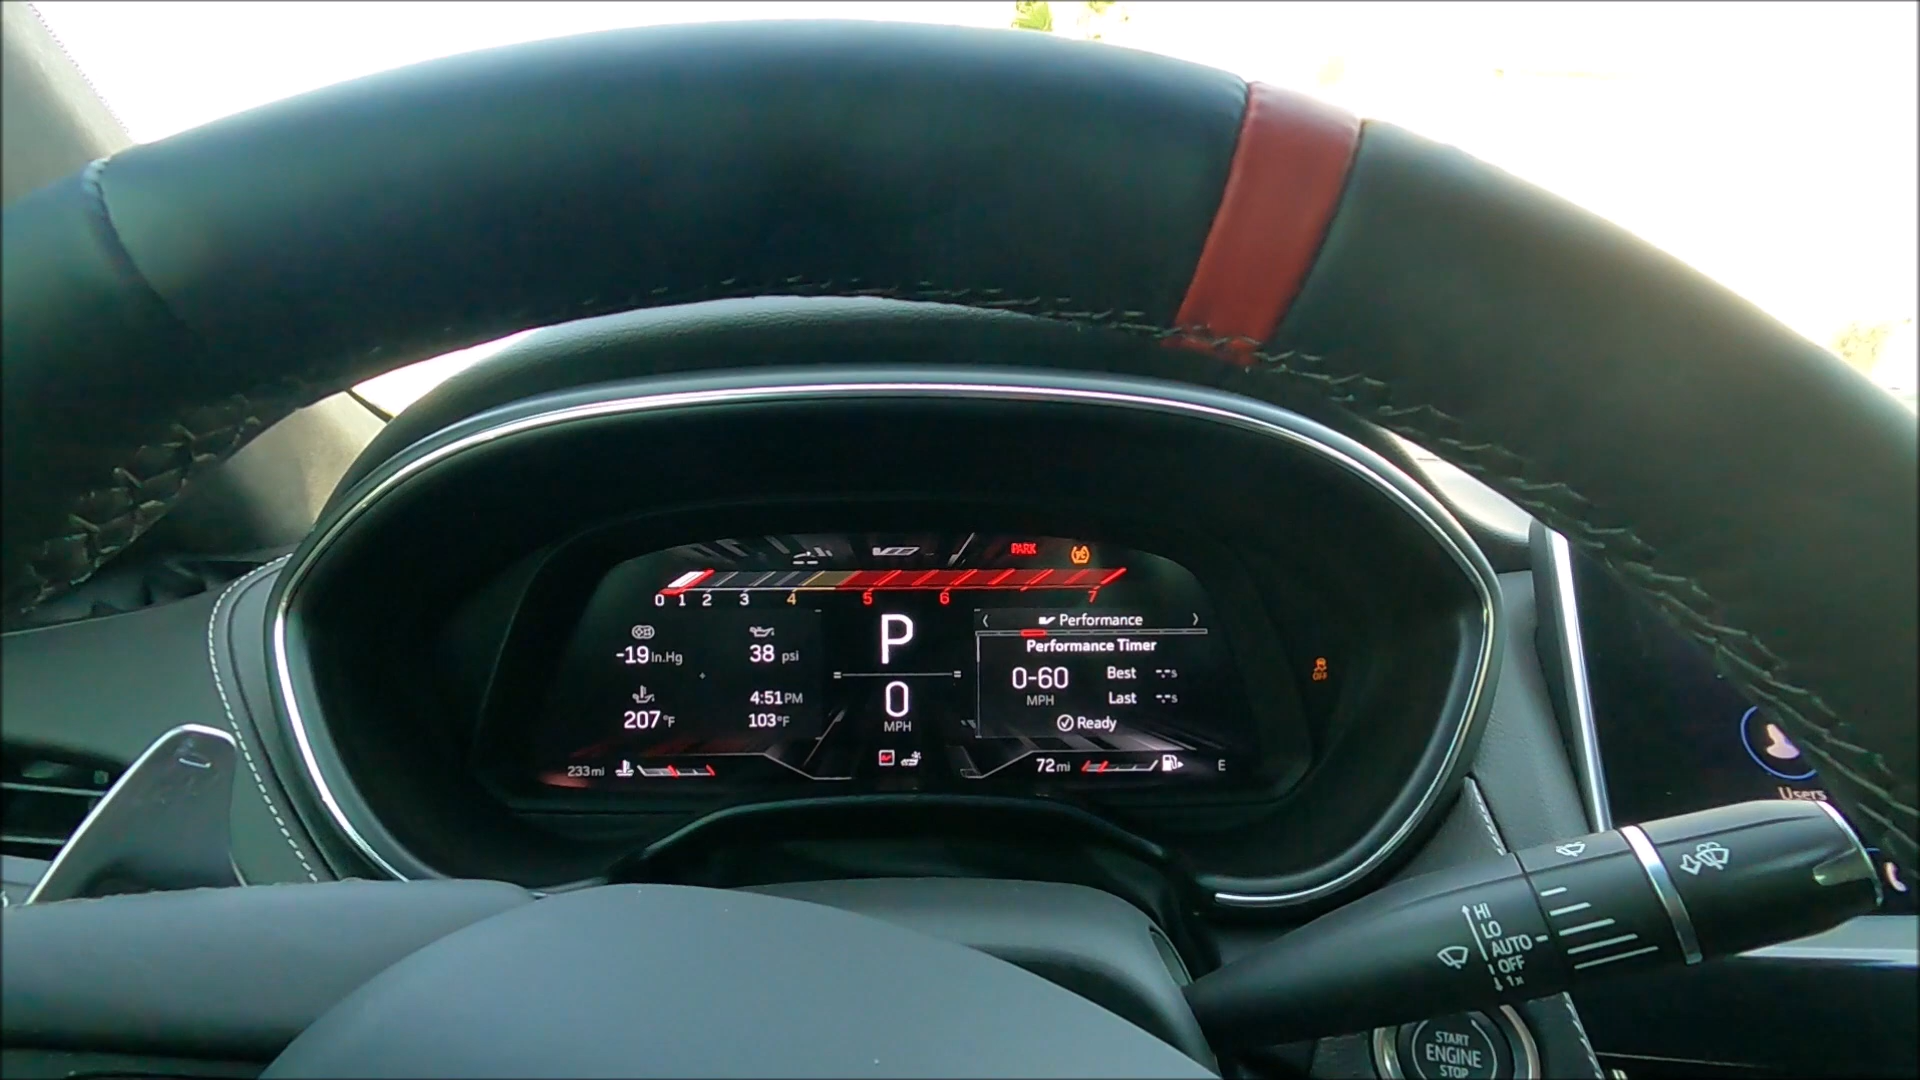 PARK
0 1 2 3 4 5 6 7
-19 In.Hg
38 psi
207 °F
4:51 PM
103°F
P
0
MPH
Performance
Performance Timer
0-60
MPH
Best -.-s
Last -.-s
Ready
OFF
233 mi
72 mi
E
Users
HI
LO
AUTO
OFF
1x
START
ENGINE
STOP